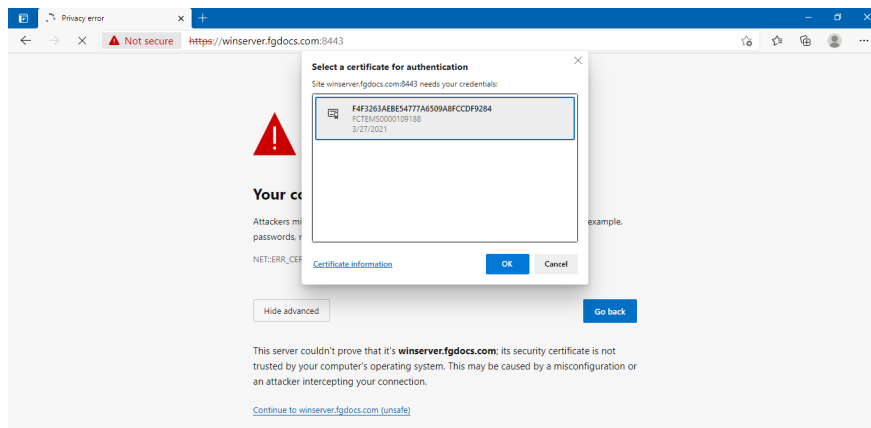 Privacy error
Not secure https://winserver.fgdocs.com:8443
Select a certificate for authentication
Site winserver.fgdocs.com:8443 needs your credentials:
F4F3263AEBE54777A6509A8FCCDF9284
FCTEMS0000109188
3/27/2021
Certificate information
OK
Cancel
Your co
Attackers mi
example,
passwords, r
NET::ERR_CER
Hide advanced
Go back
This server couldn't prove that it's winserver.fgdocs.com; its security certificate is not
trusted by your computer's operating system. This may be caused by a misconfiguration or
an attacker intercepting your connection.
Continue to winserver.fgdocs.com (unsafe)